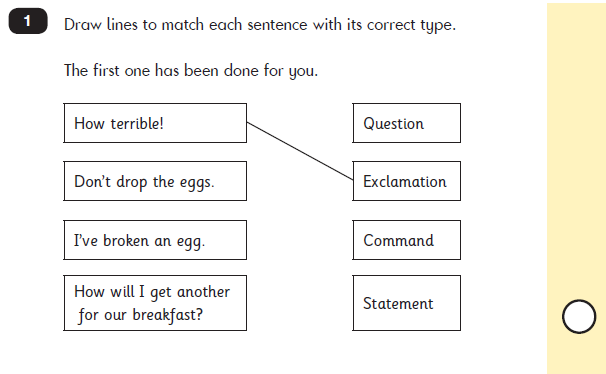 1 Draw lines to match each sentence with its correct type.
The first one has been done for you.
How terrible! Question
Don't drop the eggs. Exclamation
I've broken an egg. Command
How will I get another
for our breakfast? Statement